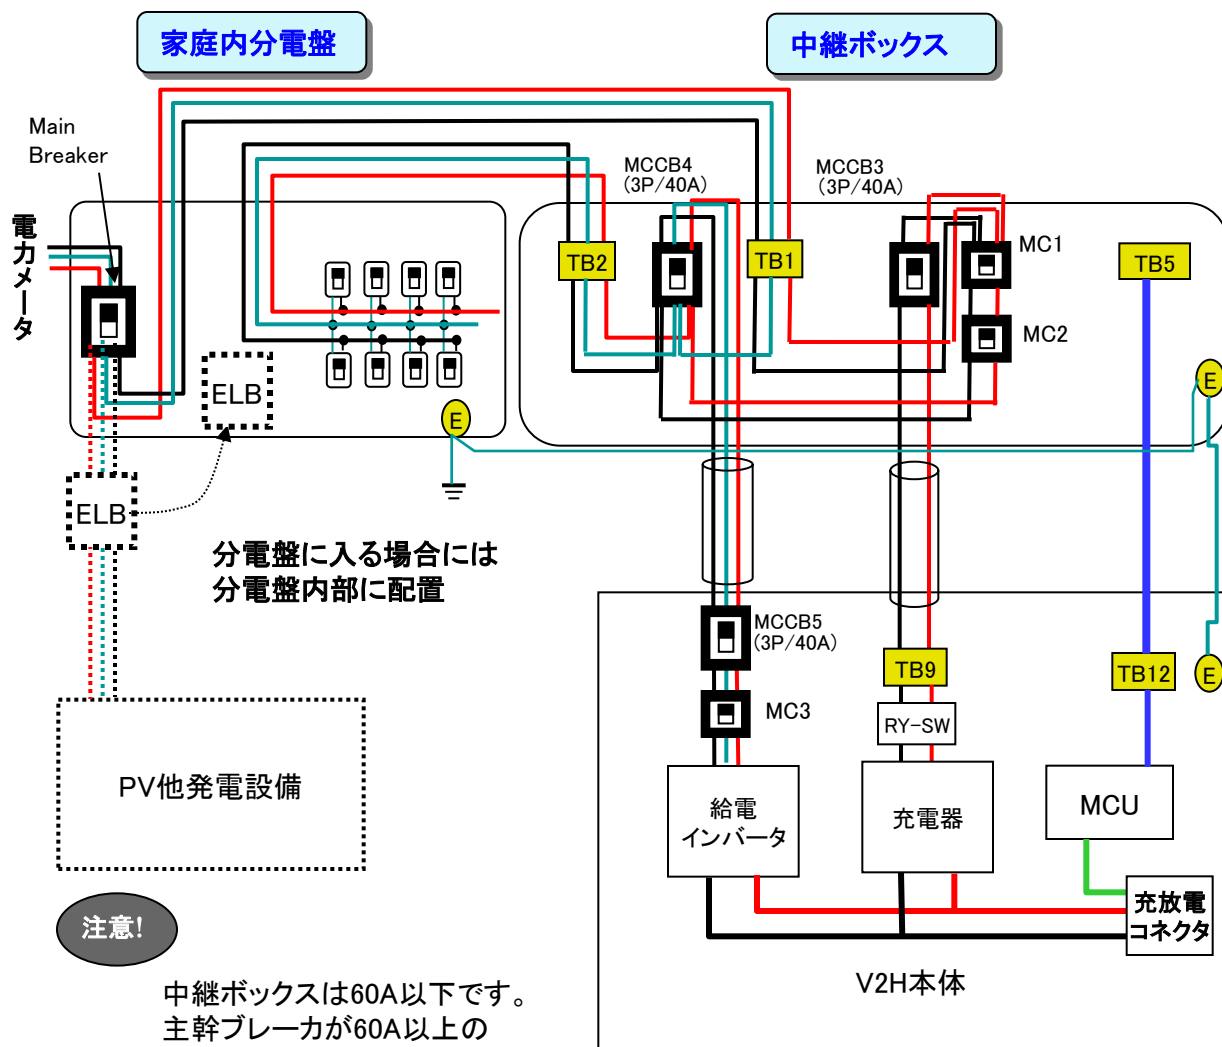 家庭内分電盤
中継ボックス
Main
Breaker
電力メータ
MCCB4
(3P/40A)
MCCB3
(3P/40A)
TB2
TB1
MC1
TB5
MC2
ELB
E
E
ELB
分電盤に入る場合には
分電盤内部に配置
MCCB5
(3P/40A)
TB9
TB12
E
MC3
RY-SW
PV他発電設備
給電
インバータ
充電器
MCU
充放電
コネクタ
注意!
V2H本体
中継ボックスは60A以下です。
主幹ブレーカが60A以上の